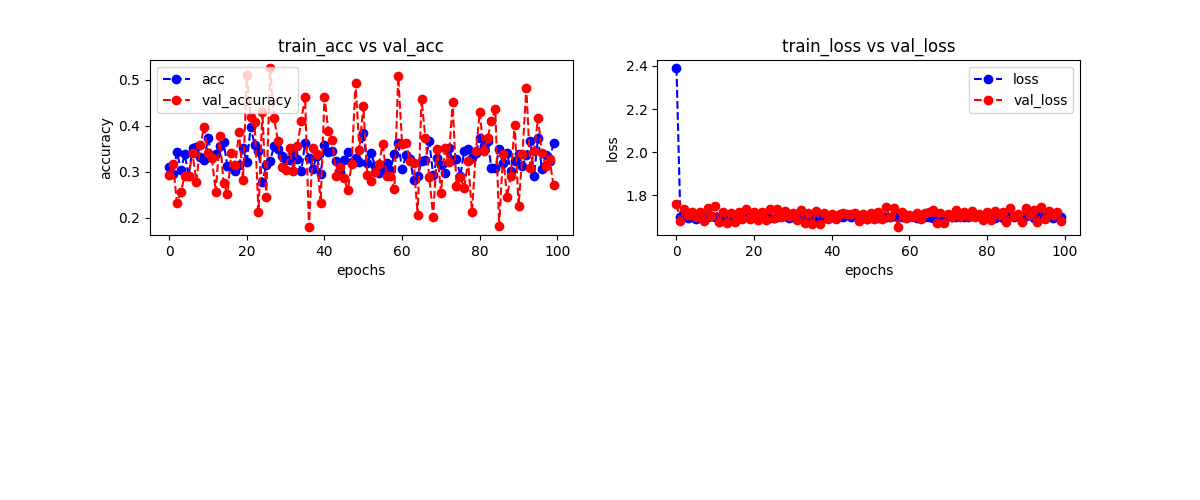 train_acc vs val_acc
acc
val_accuracy
0.5
0.4
0.3
0.2
accuracy
0
20
40
60
80
100
epochs
train_loss vs val_loss
loss
val_loss
2.4
2.2
2.0
1.8
loss
0
20
40
60
80
100
epochs